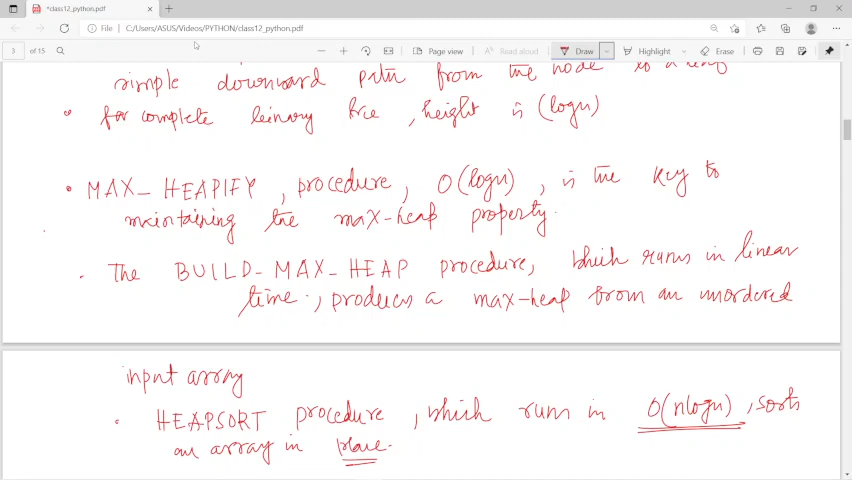 *class12_python.pdf
File | C:/Users/ASUS/Videos/PYTHON/class12_python.pdf
3 of 15 Page view Read aloud Draw Highlight Erase
simple downward path from the node to a leaf
• for complete binary tree, height is (logn)
• MAX_HEAPIFY, procedure, O(logn), is the key to
maintaining the max-heap property.
• The BUILD-MAX-HEAP procedure, which runs in linear
time., produces a max-heap from an unordered
input array
• HEAPSORT procedure, which runs in O(nlogn), sorts
an array in place.